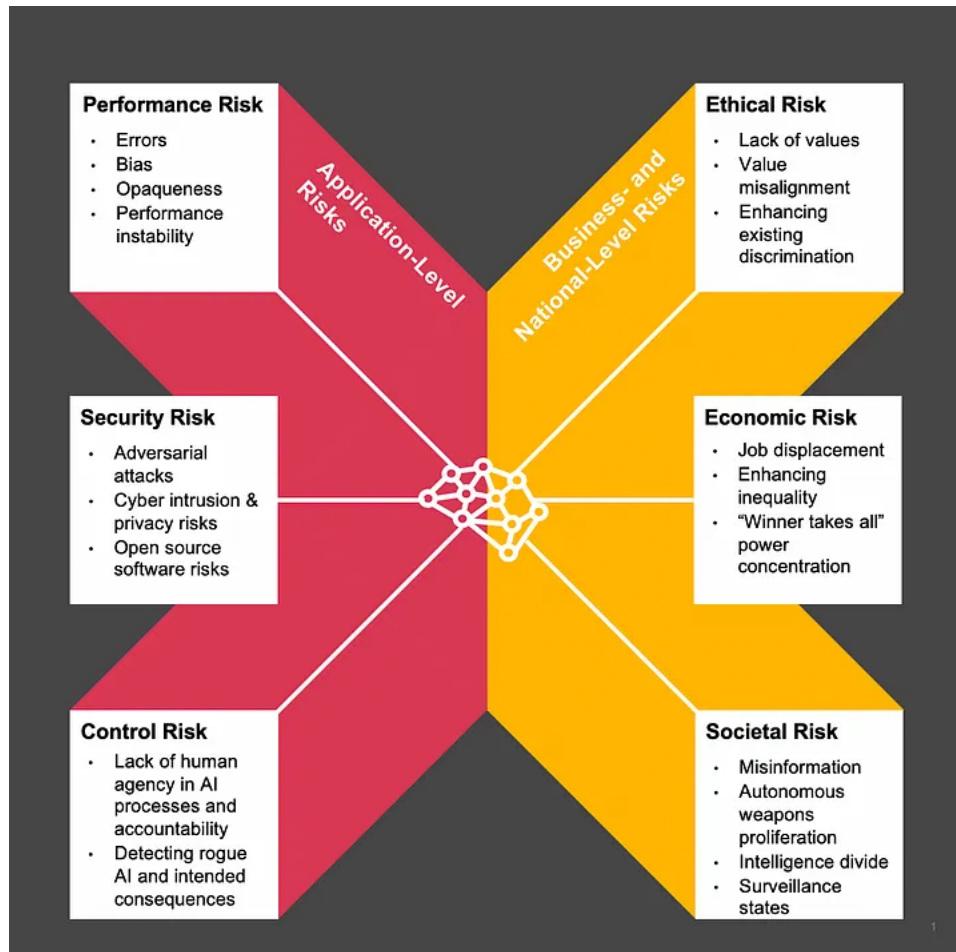 Performance Risk
• Errors
• Bias
• Opaqueness
• Performance
instability
Application-Level
Risks
Business- and
National-Level Risks
Ethical Risk
• Lack of values
• Value
misalignment
• Enhancing
existing
discrimination
Security Risk
• Adversarial
attacks
• Cyber intrusion &
privacy risks
• Open source
software risks
Economic Risk
• Job displacement
• Enhancing
inequality
• “Winner takes all”
power
concentration
Control Risk
• Lack of human
agency in AI
processes and
accountability
• Detecting rogue
AI and intended
consequences
Societal Risk
• Misinformation
• Autonomous
weapons
proliferation
• Intelligence divide
• Surveillance
states
1